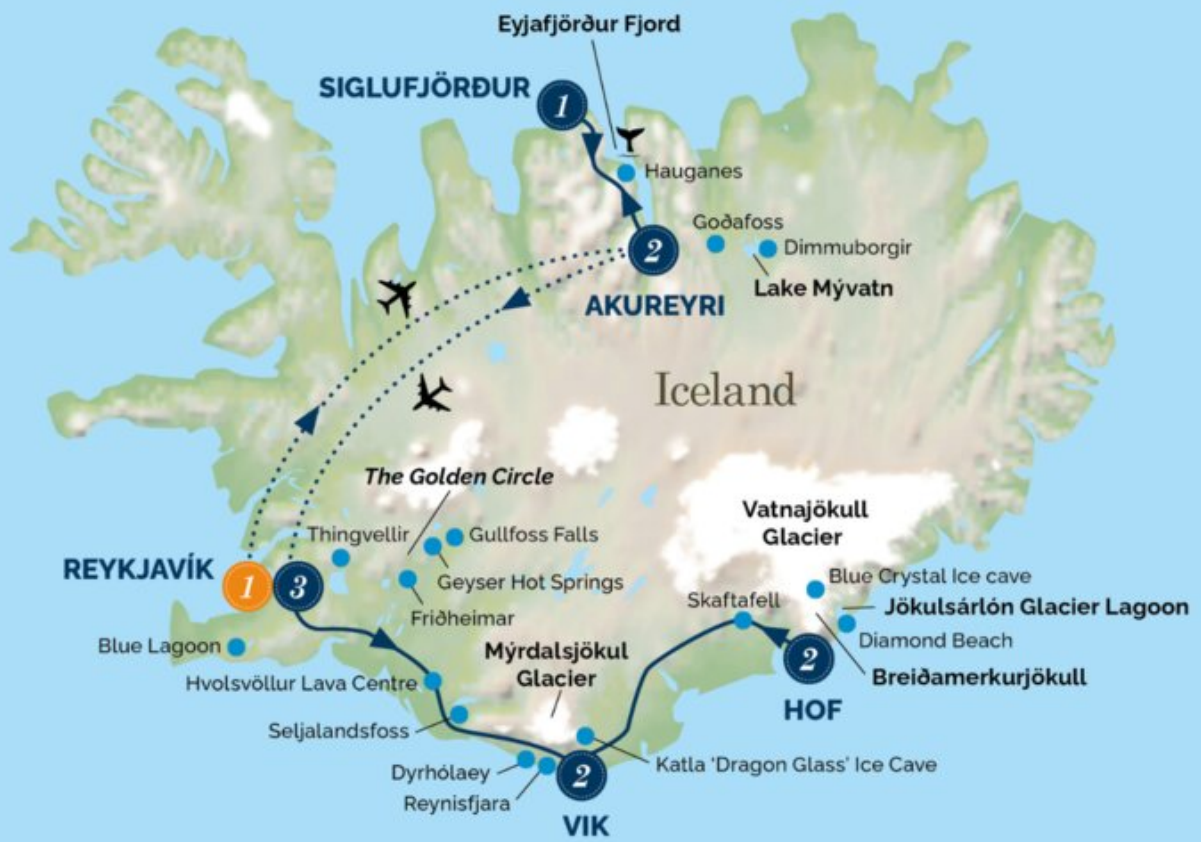 Eyjafjörður Fjord
SIGLUFJÖRÐUR
1
Hauganes
Goðafoss
2
Dimmuborgir
Lake Mývatn
AKUREYRI
Iceland
The Golden Circle
Vatnajökull
Glacier
Thingvellir
Gullfoss Falls
REYKJAVÍK
1
3
Geyser Hot Springs
Blue Crystal Ice cave
Friðheimar
Skaftafell
Jökulsárlón Glacier Lagoon
Blue Lagoon
Diamond Beach
Mýrdalsjökul
Glacier
2
Breiðamerkurjökull
Hvolsvöllur Lava Centre
HOF
Seljalandsfoss
Katla 'Dragon Glass' Ice Cave
Dyrhólaey
2
Reynisfjara
VIK